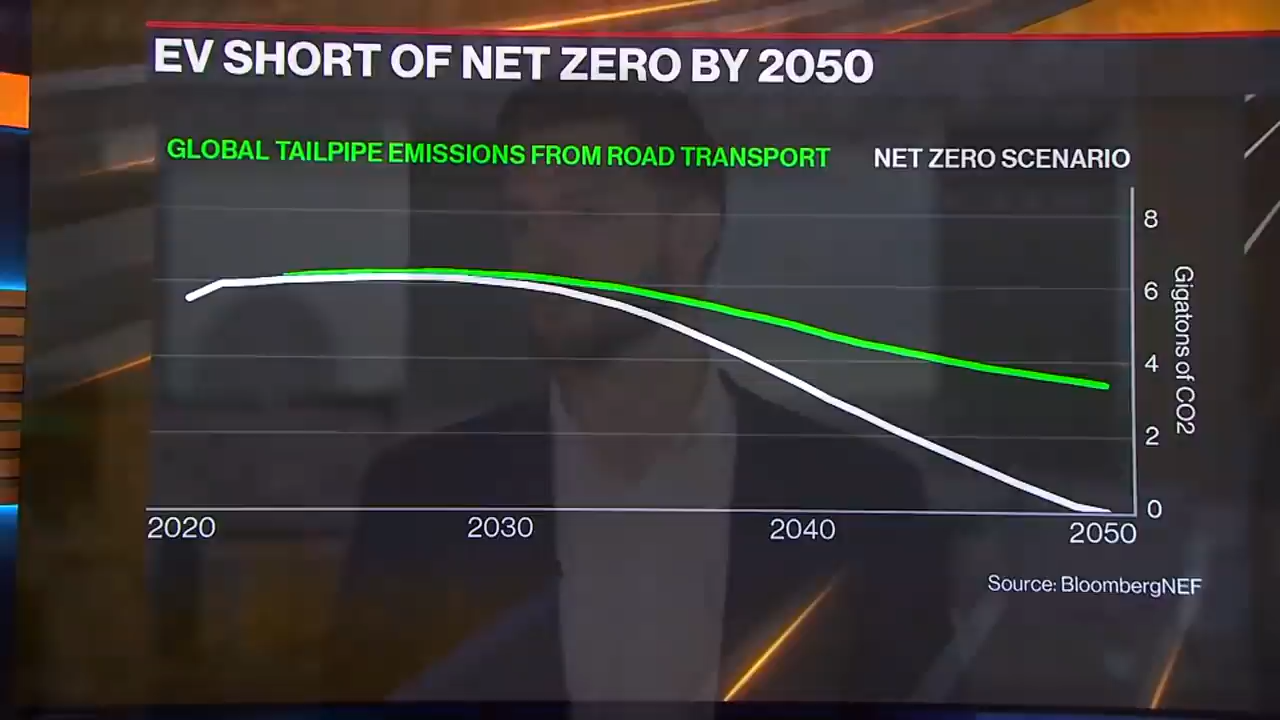 EV SHORT OF NET ZERO BY 2050
GLOBAL TAILPIPE EMISSIONS FROM ROAD TRANSPORT
NET ZERO SCENARIO
8
6
4
2
0
Gigatons of CO2
2020
2030
2040
2050
Source: BloombergNEF